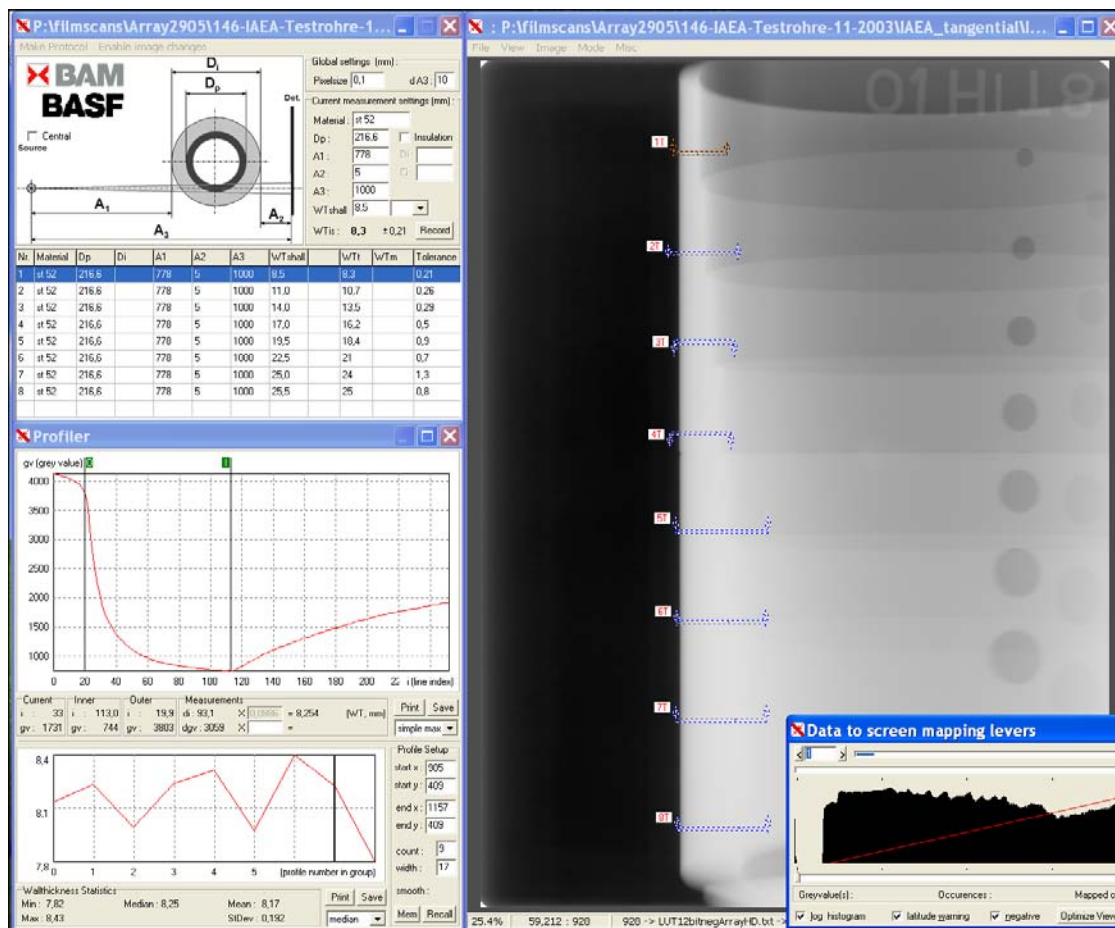 P:\filmscans\Array2905\146-IAEA-Testrohre-1...
Make Protocol Enable image changes
BAM
BASF
Central
Source
Di
Dp
Det.
A1
A2
A3
Global settings (mm) :
Pixelsize 0,1 d A3: 10
Current measurement settings (mm) :
Material : st 52
Dp : 216,6 Insulation
A1 : 778 Di
A2 : 5
A3 : 1000
WTshall 8,5
WTis : 8,3 ±0,21 Record
Nr. Material Dp Di A1 A2 A3 WTshall WTt WTm Tolerance
1 st 52 216,6 778 5 1000 8,5 8,3 0,21
2 st 52 216,6 778 5 1000 11,0 10,7 0,26
3 st 52 216,6 778 5 1000 14,0 13,5 0,29
4 st 52 216,6 778 5 1000 17,0 16,2 0,5
5 st 52 216,6 778 5 1000 19,5 18,4 0,9
6 st 52 216,6 778 5 1000 22,5 21 0,7
7 st 52 216,6 778 5 1000 25,0 24 1,3
8 st 52 216,6 778 5 1000 25,5 25 0,8
Profiler
gv (grey value) 0 I
4000
3500
3000
2500
2000
1500
1000
0 20 40 60 80 100 120 140 160 180 200 22 i (line index)
Current Inner Outer Measurements
i : 33 i : 113,0 i : 19,9 di : 93,1 X 0,0886 = 8,254 (WT, mm)
gv : 1731 gv : 744 gv : 3803 dgv : 3059 X =
Print Save
simple max
8,4
8,1
7,8
0 1 2 3 4 5 (profile number in group)
Profile Setup
start x : 905
start y : 409
end x : 1157
end y : 409
count : 9
width : 17
smooth :
Mem Recall
Wallthickness Statistics
Min : 7,82 Median : 8,25 Mean : 8,17
Max : 8,43 StDev : 0,192
Print Save
median
: P:\filmscans\Array2905\146-IAEA-Testrohre-11-2003\IAEA_tangential\I...
File View Image Mode Misc
1T
2T
3T
4T
5T
6T
7T
8T
25.4% 59,212 : 928 928 -> LUT12bitnegArrayHD.txt ->
Data to screen mapping levers
Greyvalue(s) : Occurences : Mapped o
log histogram latitude warning negative Optimize View